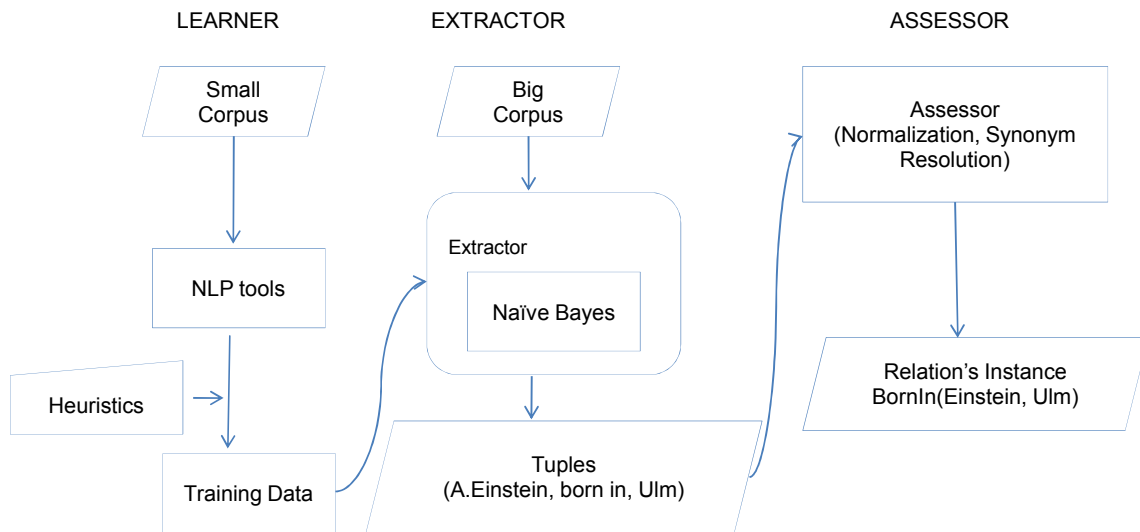 LEARNER
EXTRACTOR
ASSESSOR
Small
Corpus
Big
Corpus
Assessor
(Normalization, Synonym
Resolution)
Extractor
NLP tools
Naïve Bayes
Heuristics
Relation’s Instance
BornIn(Einstein, Ulm)
Training Data
Tuples
(A.Einstein, born in, Ulm)